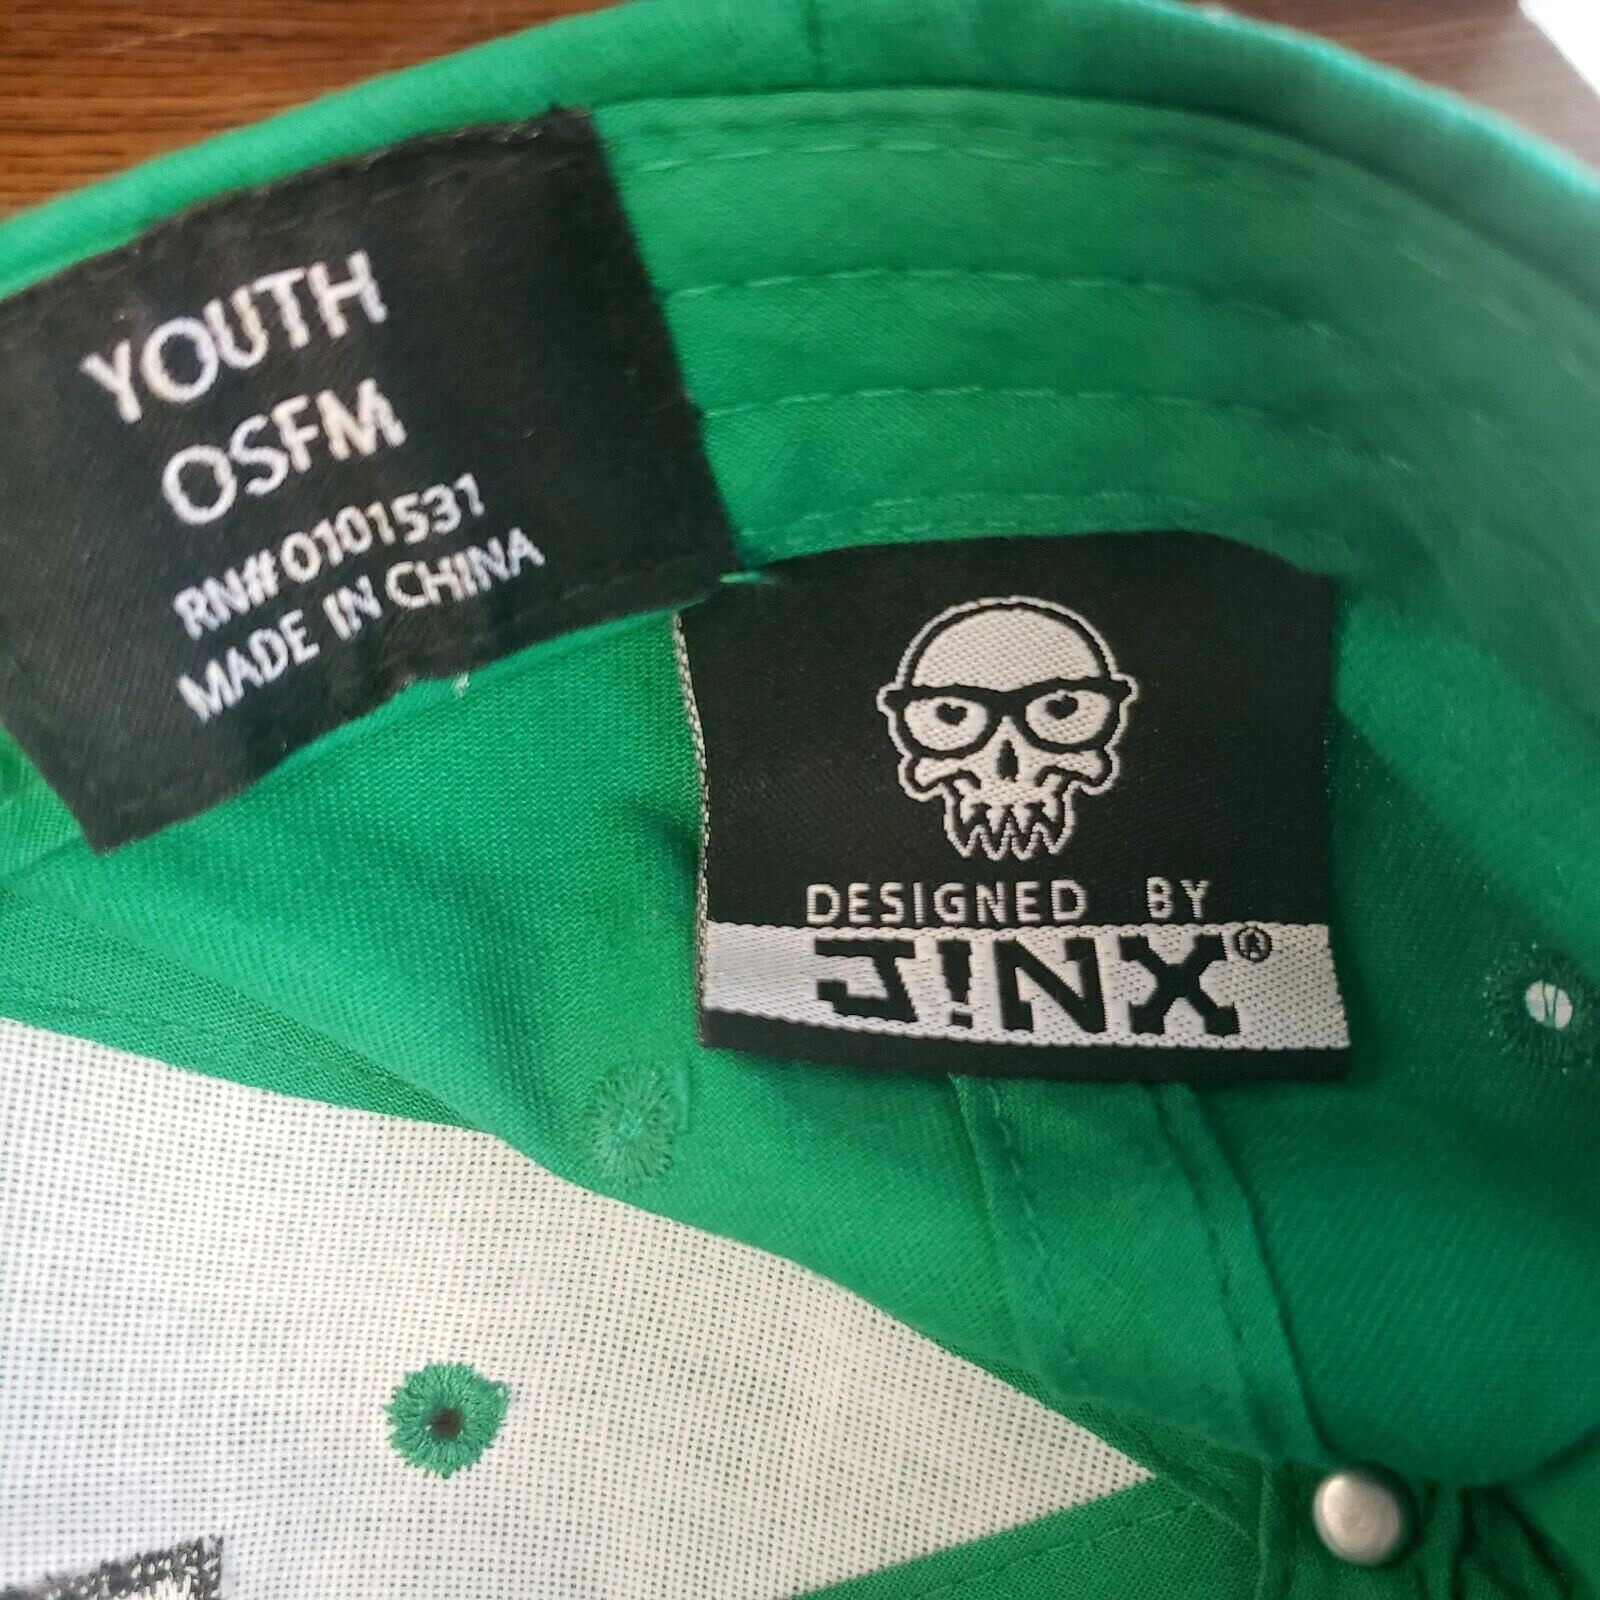 YOUTH
OSFM
RN#0101531
MADE IN CHINA
DESIGNED BY
J!NX®